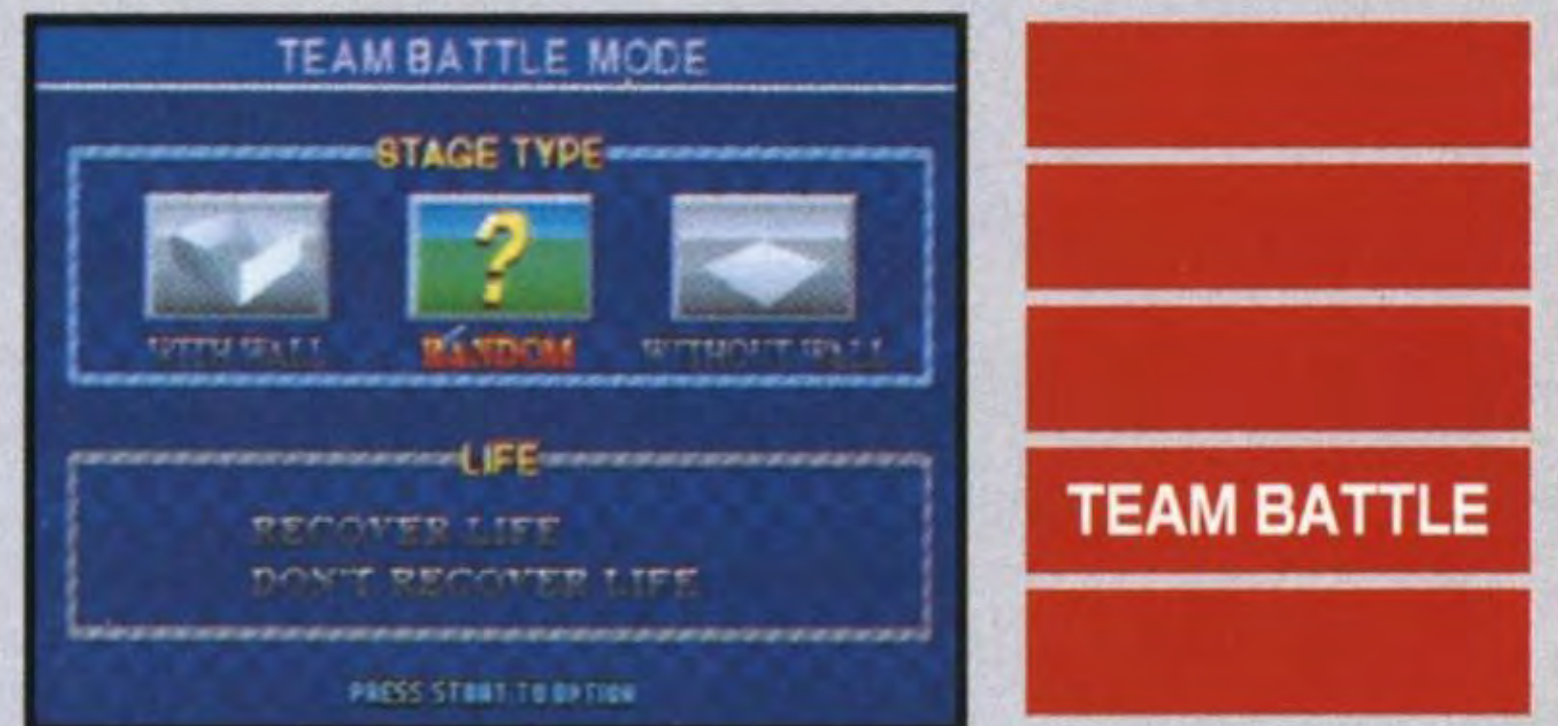 TEAM BATTLE MODE
STAGE TYPE
WITH WALL RANDOM WITHOUT WALL
LIFE
RECOVER LIFE
DON'T RECOVER LIFE
PRESS START TO OPTION
TEAM BATTLE